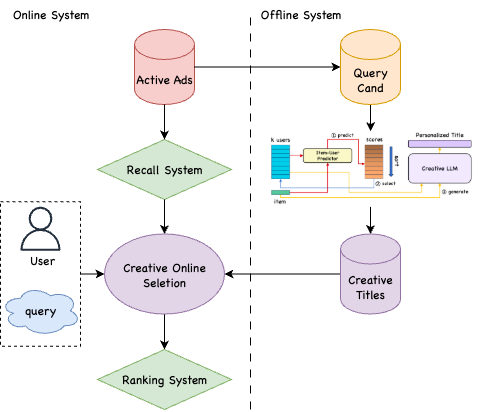 Online System
Offline System
Active Ads
Query
Cand
Recall System
k users
① predict
scores
Personalized Title
Item-User
Predictor
sort
Creative LLM
② select
③ generate
item
User
query
Creative Online
Seletion
Creative
Titles
Ranking System